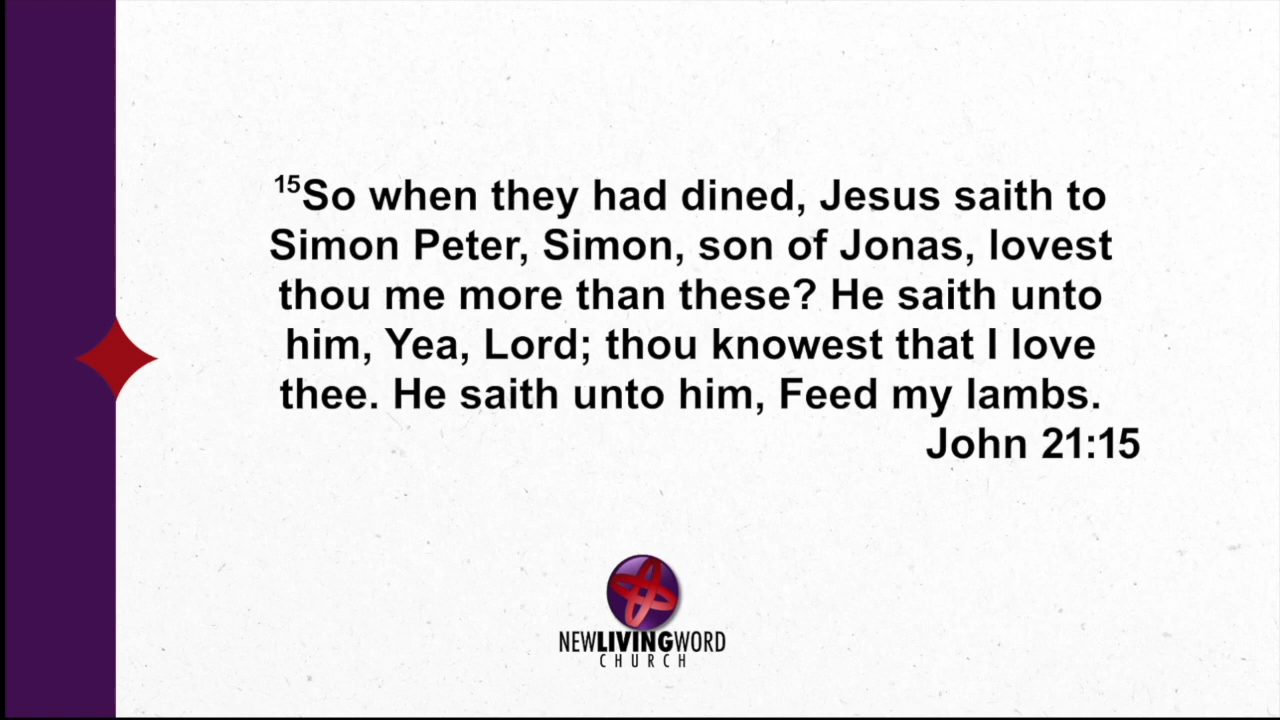 ¹⁵So when they had dined, Jesus saith to
Simon Peter, Simon, son of Jonas, lovest
thou me more than these? He saith unto
him, Yea, Lord; thou knowest that I love
thee. He saith unto him, Feed my lambs.
John 21:15
NEWLIVINGWORD
CHURCH